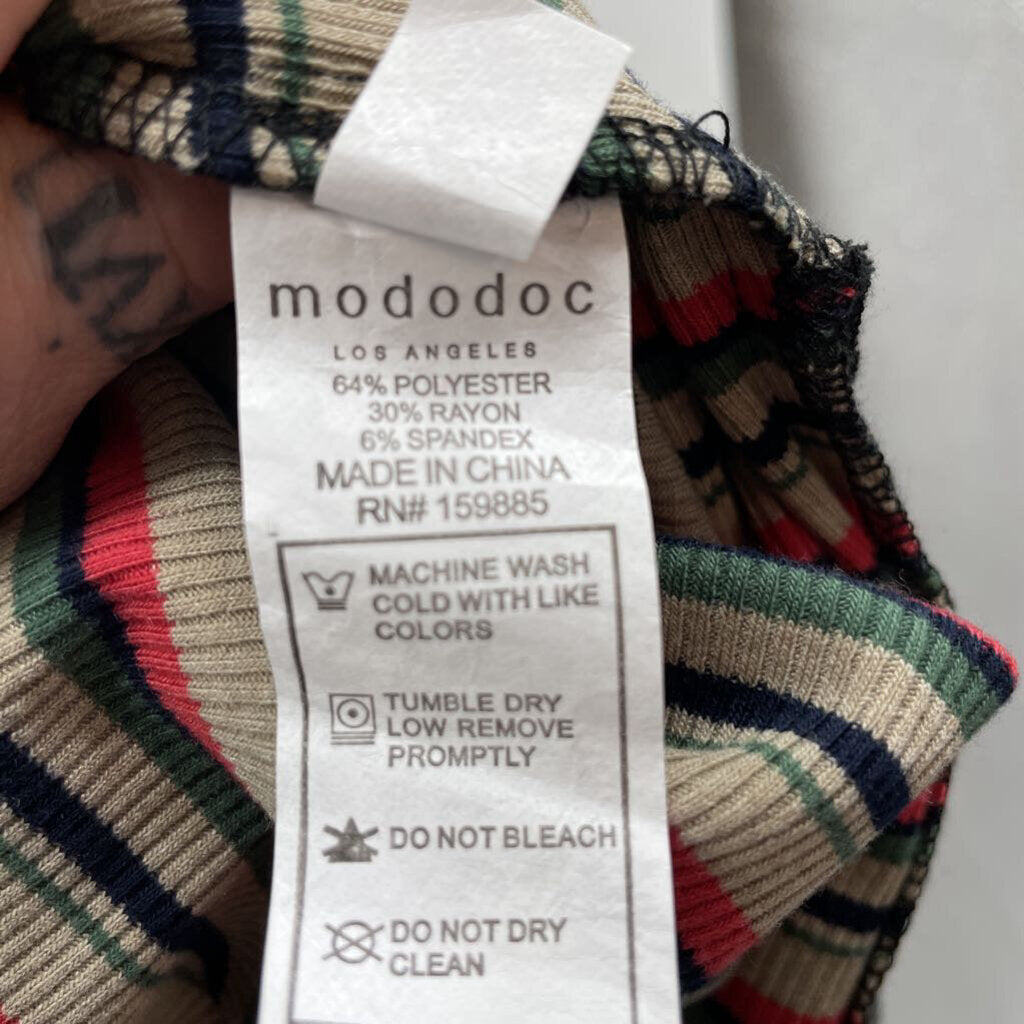 mododoc
LOS ANGELES
64% POLYESTER
30% RAYON
6% SPANDEX
MADE IN CHINA
RN# 159885
MACHINE WASH
COLD WITH LIKE
COLORS
TUMBLE DRY
LOW REMOVE
PROMPTLY
DO NOT BLEACH
DO NOT DRY
CLEAN